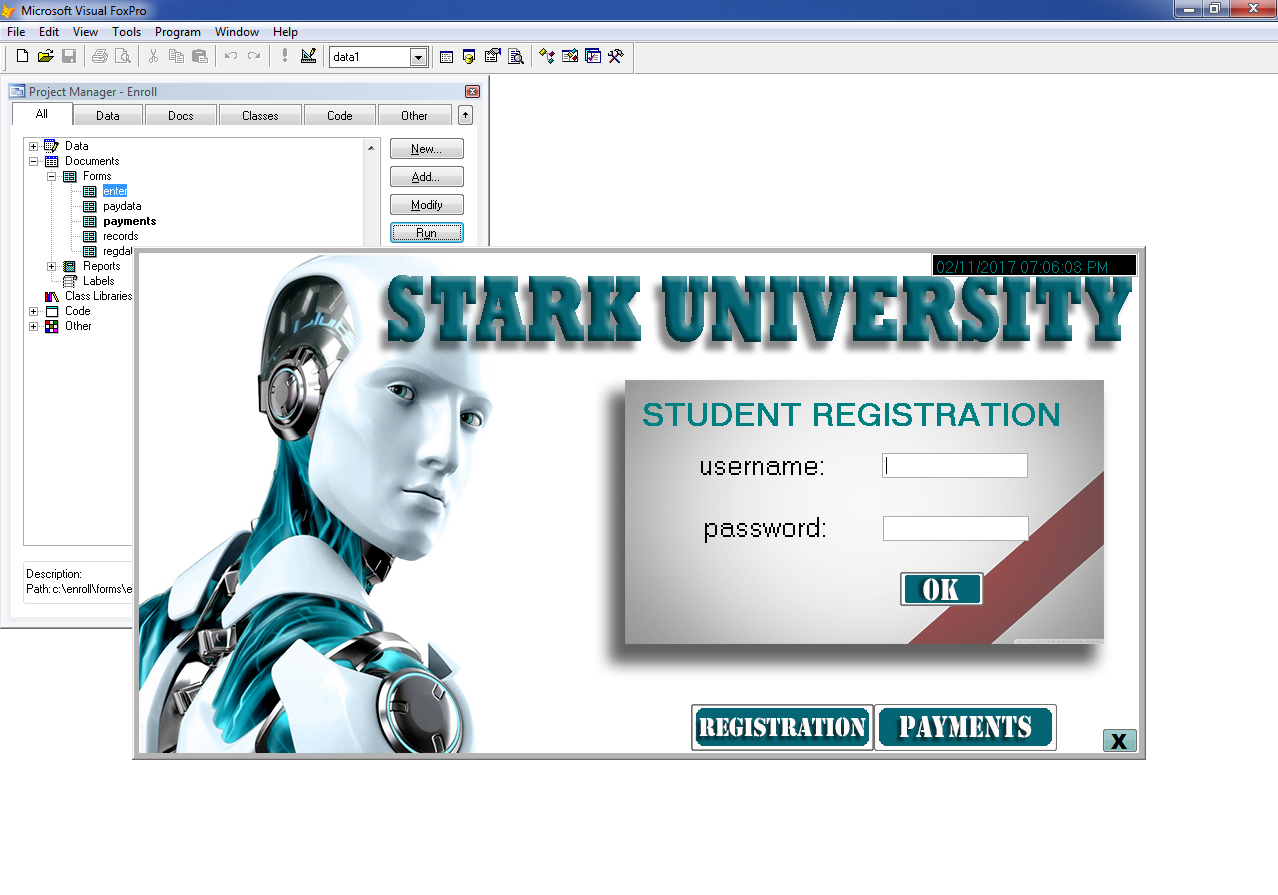 Microsoft Visual FoxPro
File Edit View Tools Program Window Help
data1
Project Manager - Enroll
All Data Docs Classes Code Other
Data
Documents
Forms
enter
paydata
payments
records
Reports
Labels
Class Libraries
Code
Other
New...
Add...
Modify
Run
Description:
Path: c:\enroll\forms\e
02/11/2017 07:06:03 PM
STARK UNIVERSITY
STUDENT REGISTRATION
username:
password:
OK
REGISTRATION PAYMENTS
X